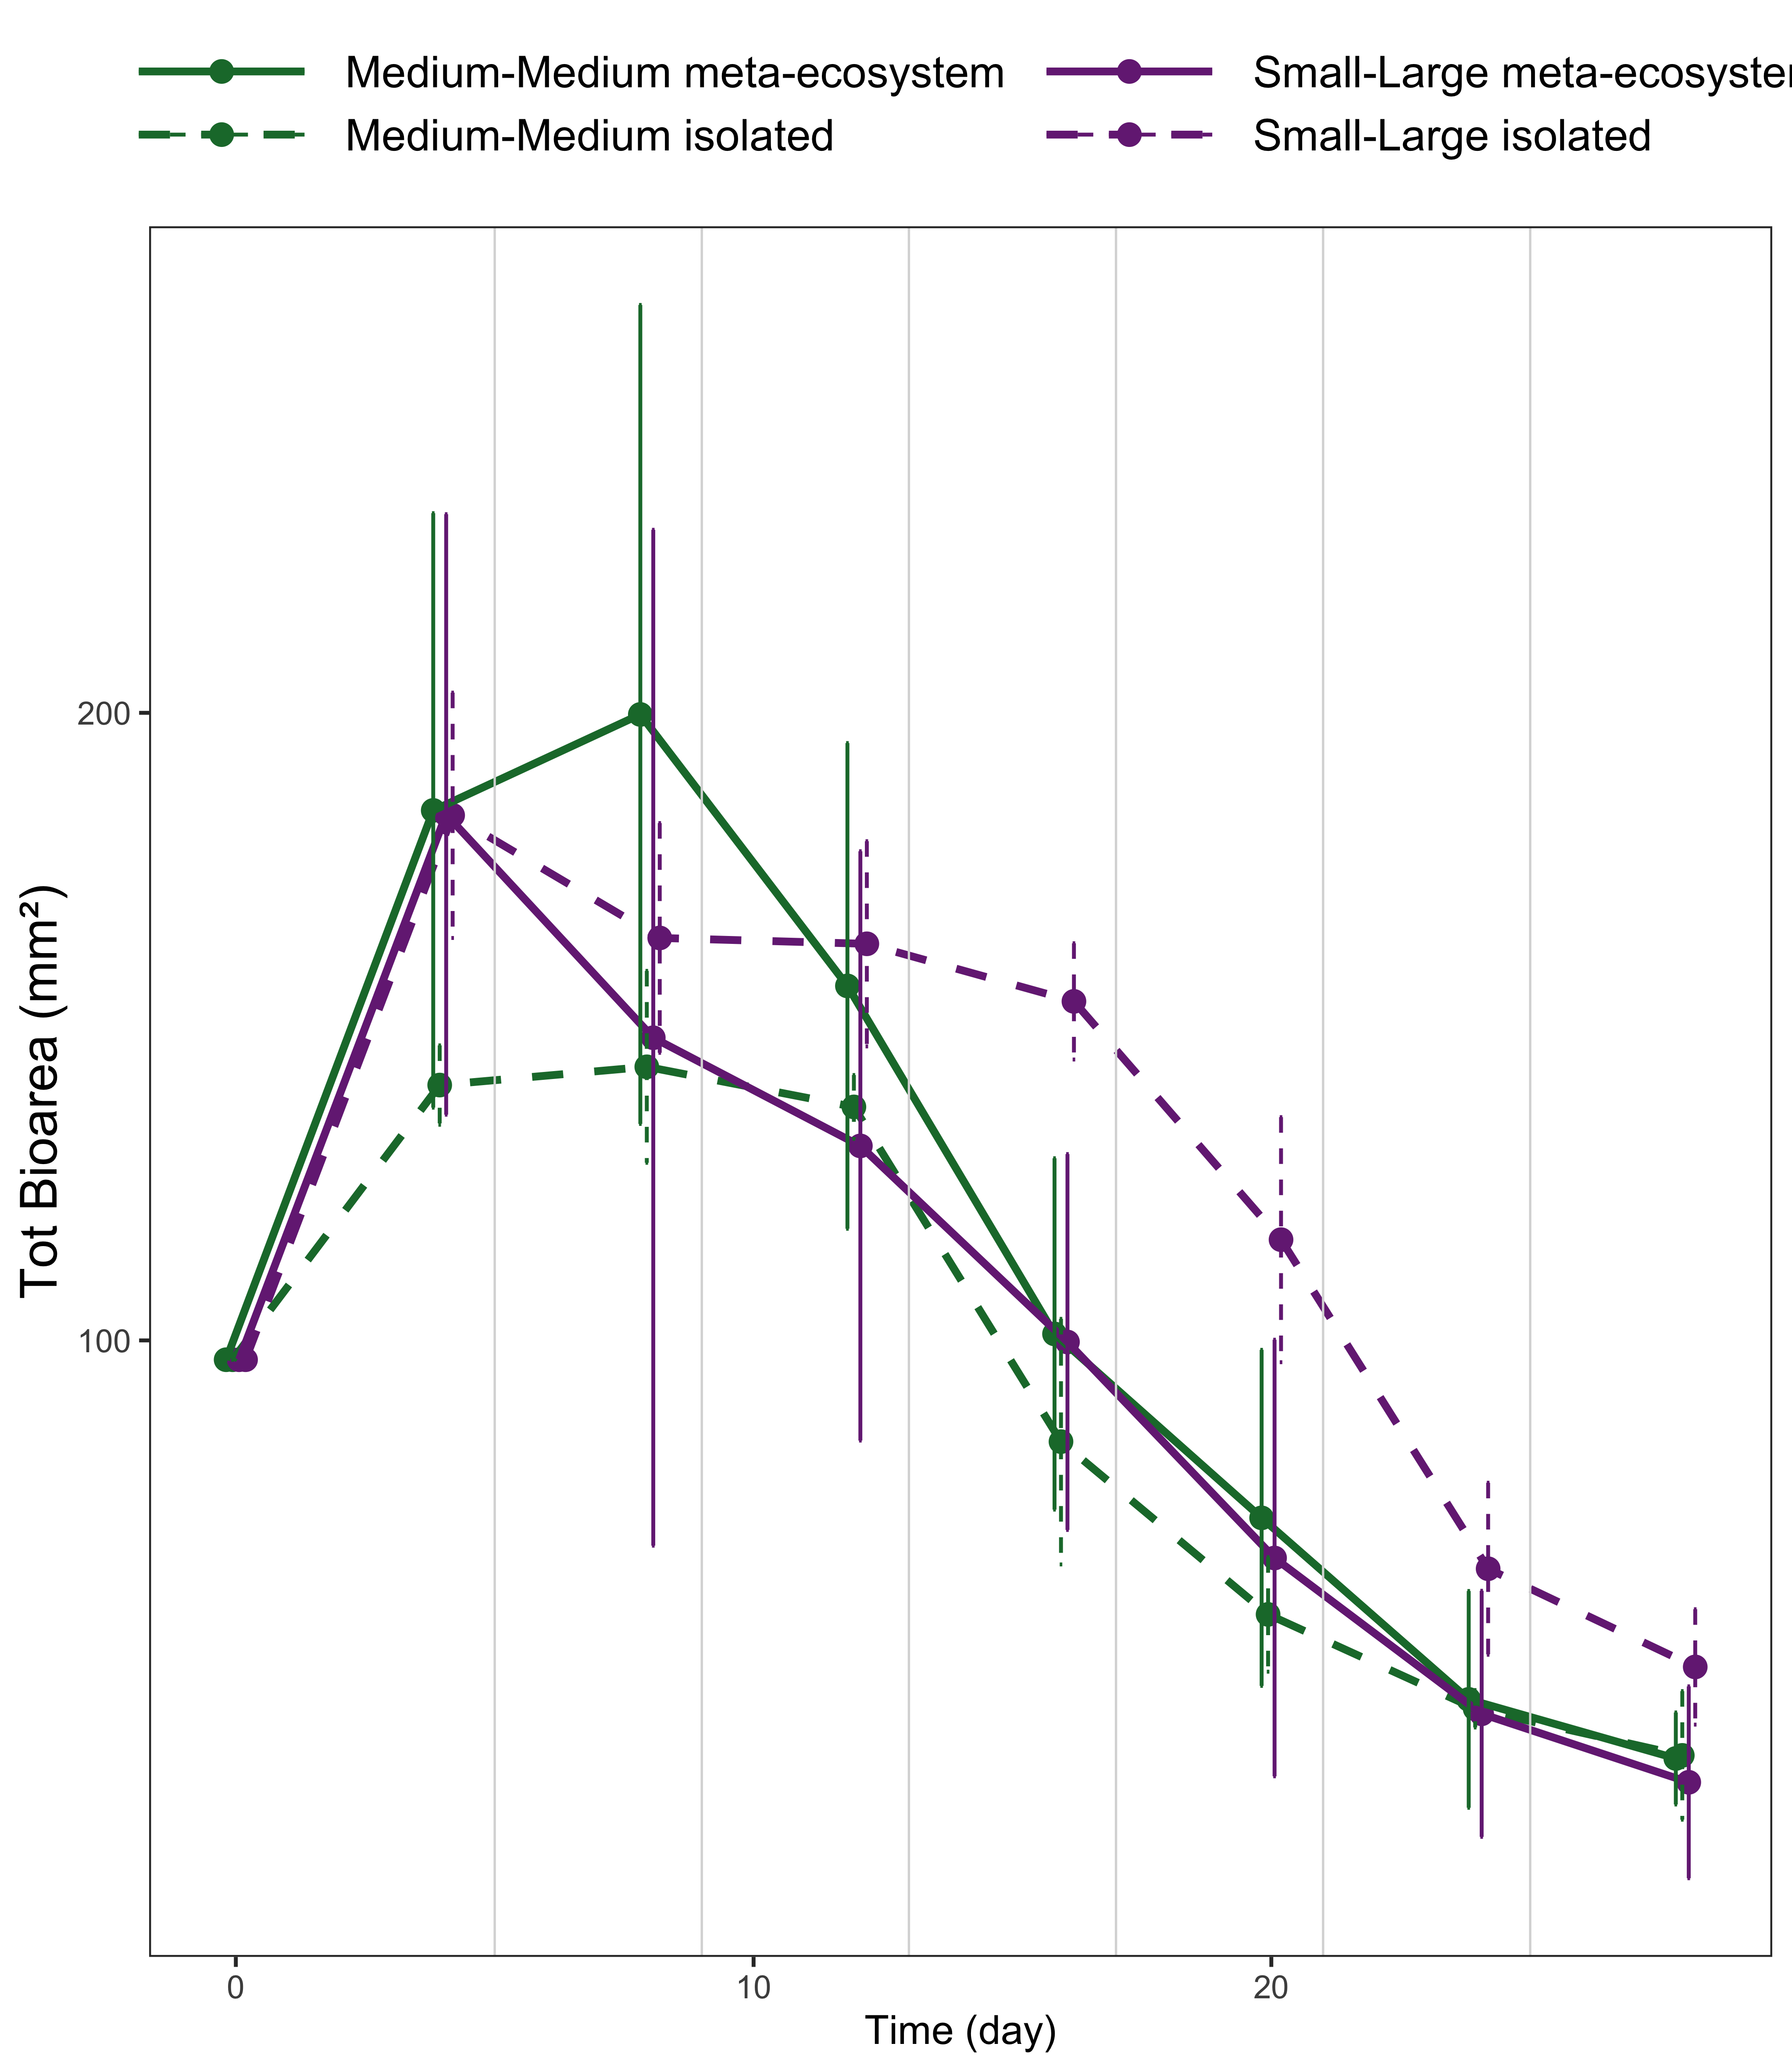 Medium-Medium meta-ecosystem
Small-Large meta-ecosyster
Medium-Medium isolated
Small-Large isolated
Tot Bioarea (mm²)
200
100
0
10
20
Time (day)